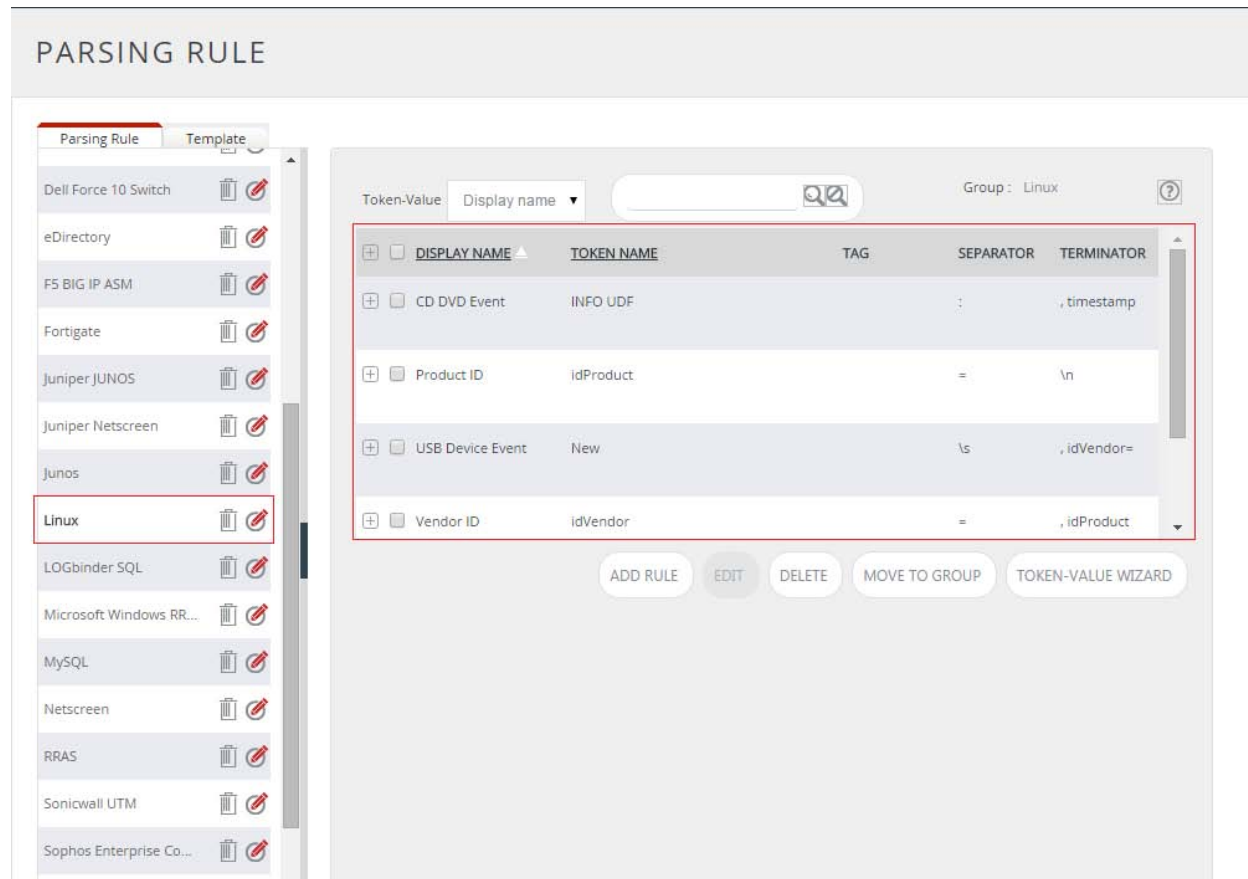 PARSING RULE
Parsing Rule
Template
Dell Force 10 Switch
eDirectory
F5 BIG IP ASM
Fortigate
Juniper JUNOS
Juniper Netscreen
Junos
Linux
LOGbinder SQL
Microsoft Windows RR...
MySQL
Netscreen
RRAS
Sonicwall UTM
Sophos Enterprise Co...
Token-Value Display name
Group : Linux
DISPLAY NAME TOKEN NAME TAG SEPARATOR TERMINATOR
CD DVD Event INFO UDF : , timestamp
Product ID idProduct = \n
USB Device Event New \s , idVendor=
Vendor ID idVendor = , idProduct
ADD RULE EDIT DELETE MOVE TO GROUP TOKEN-VALUE WIZARD